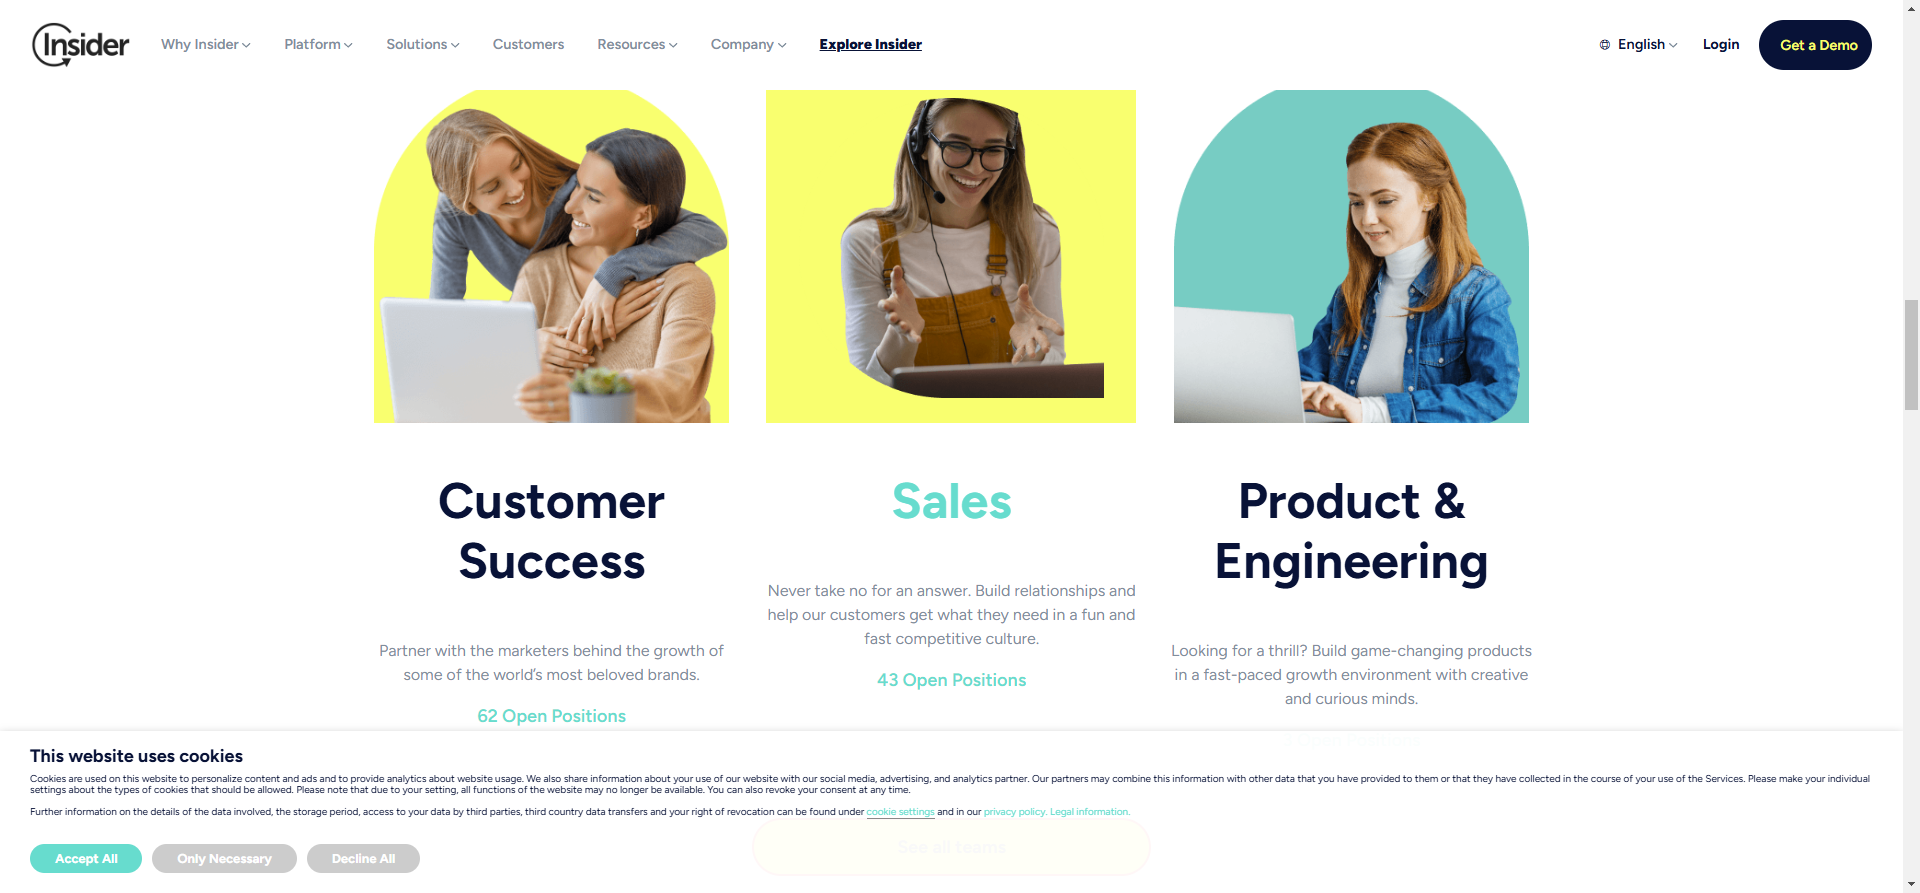 Insider
Why Insider
Platform
Solutions
Customers
Resources
Company
Explore Insider
English
Login
Get a Demo
Customer
Success
Partner with the marketers behind the growth of
some of the world’s most beloved brands.
62 Open Positions
Sales
Never take no for an answer. Build relationships and
help our customers get what they need in a fun and
fast competitive culture.
43 Open Positions
Product &
Engineering
Looking for a thrill? Build game-changing products
in a fast-paced growth environment with creative
and curious minds.
This website uses cookies
Cookies are used on this website to personalize content and ads and to provide analytics about website usage. We also share information about your use of our website with our social media, advertising, and analytics partner. Our partners may combine this information with other data that you have provided to them or that they have collected in the course of your use of the Services. Please make your individual
settings about the types of cookies that should be allowed. Please note that due to your setting, all functions of the website may no longer be available. You can also revoke your consent at any time.
Further information on the details of the data involved, the storage period, access to your data by third parties, third country data transfers and your right of revocation can be found under cookie settings and in our privacy policy. Legal information.
See all teams
Accept All
Only Necessary
Decline All